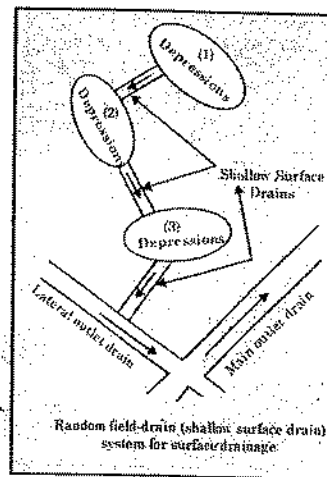 (1)
Depressions
(2)
Depressions
Shallow Surface
Drains
(3)
Depressions
Lateral outlet drain
Main outlet drain
Random field-drain (shallow surface drain)
system for surface drainage